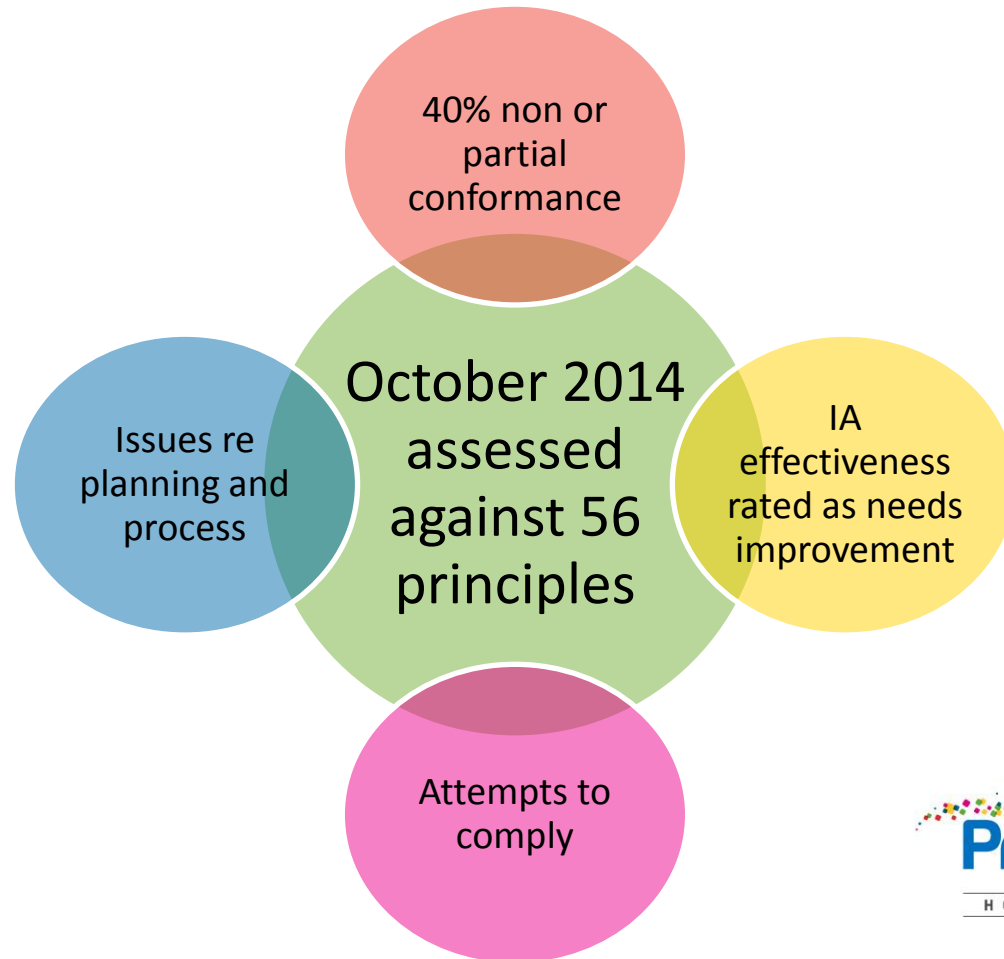 40% non or
partial
conformance
October 2014
assessed
against 56
principles
Issues re
planning and
process
IA
effectiveness
rated as needs
improvement
Attempts to
comply